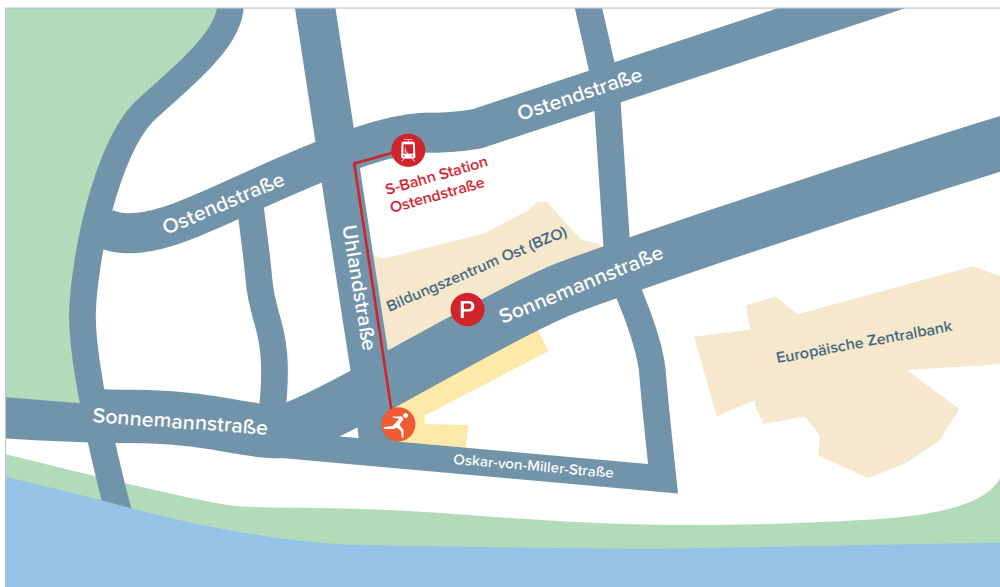 Ostendstraße
S-Bahn Station
Ostendstraße
Ostendstraße
Uhlandstraße
Bildungszentrum Ost (BZO)
P
Sonnemannstraße
Europäische Zentralbank
Sonnemannstraße
Oskar-von-Miller-Straße